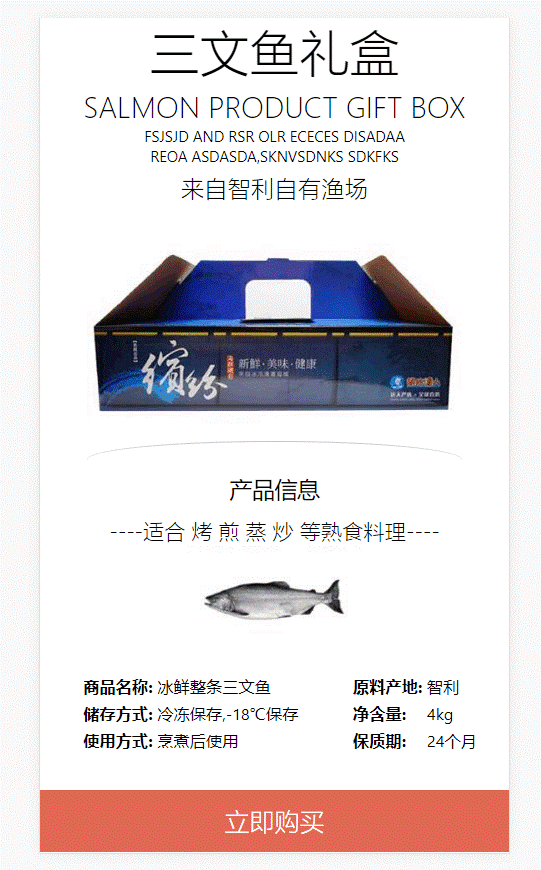 三文鱼礼盒
SALMON PRODUCT GIFT BOX
FSJSJD AND RSR OLR ECECES DISADAA
REOA ASDASDA,SKNVSDNKS SDKFKS
来自智利自有渔场
缤纷
新鲜·美味·健康
产品信息
----适合 烤 煎 蒸 炒 等熟食料理----
商品名称: 冰鲜整条三文鱼
原料产地: 智利
储存方式: 冷冻保存,-18℃保存
净含量: 4kg
使用方式: 烹煮后使用
保质期: 24个月
立即购买